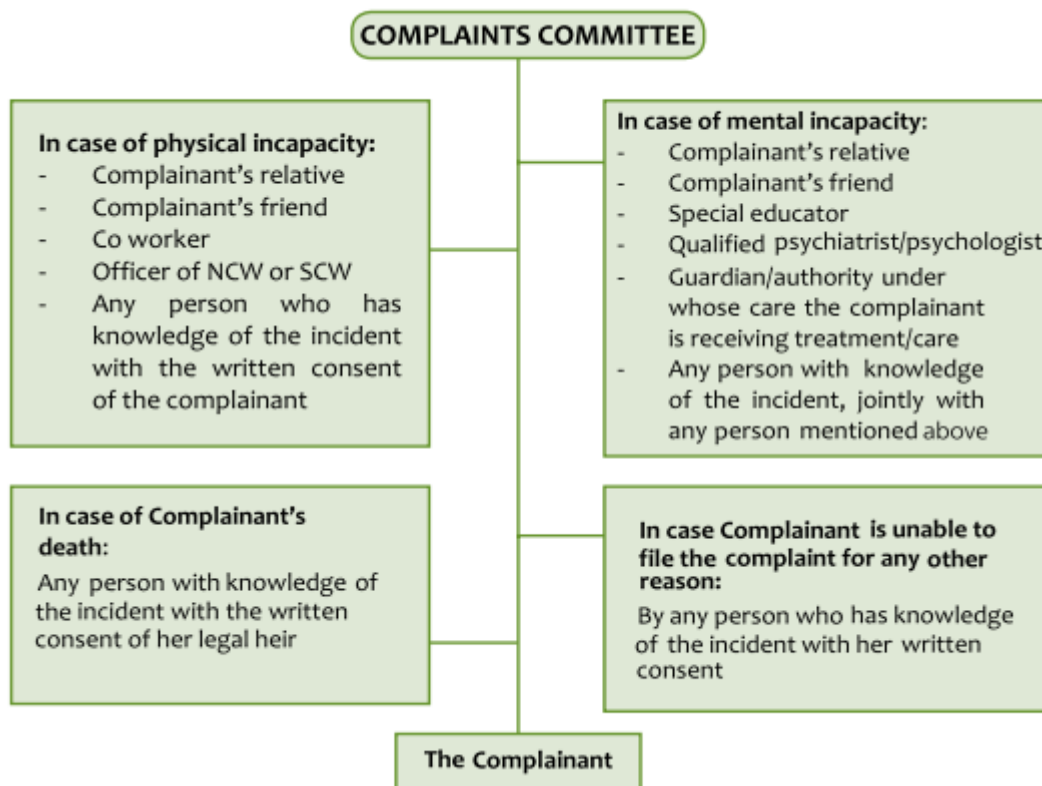 COMPLAINTS COMMITTEE
In case of physical incapacity:
- Complainant's relative
- Complainant's friend
- Co worker
- Officer of NCW or SCW
- Any person who has
knowledge of the incident
with the written consent
of the complainant
In case of mental incapacity:
- Complainant's relative
- Complainant's friend
- Special educator
- Qualified psychiatrist/psychologist
- Guardian/authority under
whose care the complainant
is receiving treatment/care
- Any person with knowledge
of the incident, jointly with
any person mentioned above
In case of Complainant's
death:
Any person with knowledge of
the incident with the written
consent of her legal heir
In case Complainant is unable to
file the complaint for any other
reason:
By any person who has knowledge
of the incident with her written
consent
The Complainant